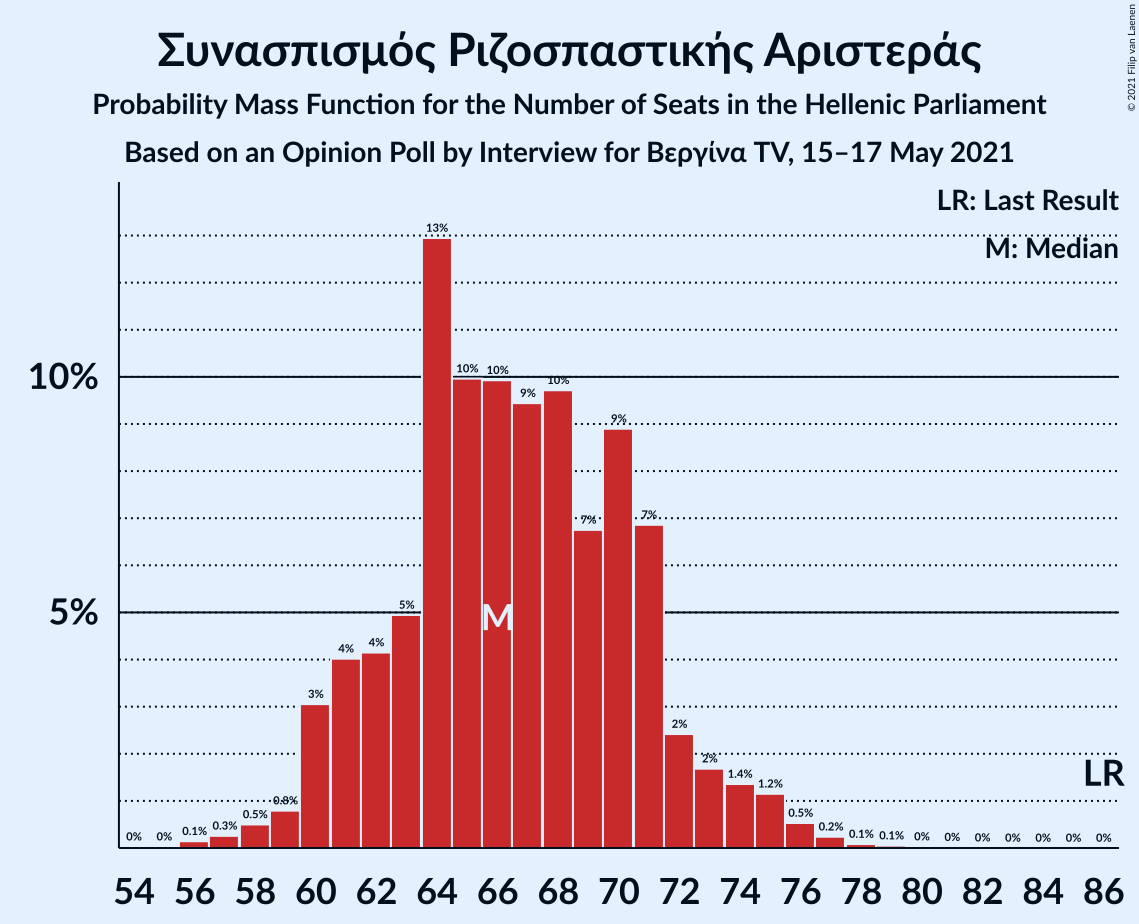 Συνασπισμός Ριζοσπαστικής Αριστεράς
Probability Mass Function for the Number of Seats in the Hellenic Parliament
Based on an Opinion Poll by Interview for Βεργίνα TV, 15–17 May 2021
© 2021 Filip van Laenen
LR: Last Result
M: Median
10%
5%
0% 0% 0.1% 0.3% 0.5% 0.8% 3% 4% 4% 5% 13% 10% 10% 9% 10% 7% 9% 7% 2% 2% 1.4% 1.2% 0.5% 0.2% 0.1% 0.1% 0% 0% 0% 0% 0% 0% 0%
M
LR
54 56 58 60 62 64 66 68 70 72 74 76 78 80 82 84 86